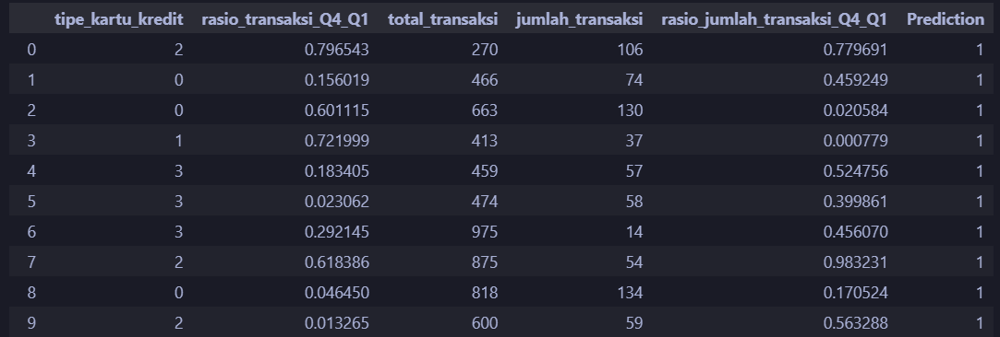 tipe_kartu_kredit rasio_transaksi_Q4_Q1 total_transaksi jumlah_transaksi rasio_jumlah_transaksi_Q4_Q1 Prediction
0 2 0.796543 270 106 0.779691 1
1 0 0.156019 466 74 0.459249 1
2 0 0.601115 663 130 0.020584 1
3 1 0.721999 413 37 0.000779 1
4 3 0.183405 459 57 0.524756 1
5 3 0.023062 474 58 0.399861 1
6 3 0.292145 975 14 0.456070 1
7 2 0.618386 875 54 0.983231 1
8 0 0.046450 818 134 0.170524 1
9 2 0.013265 600 59 0.563288 1